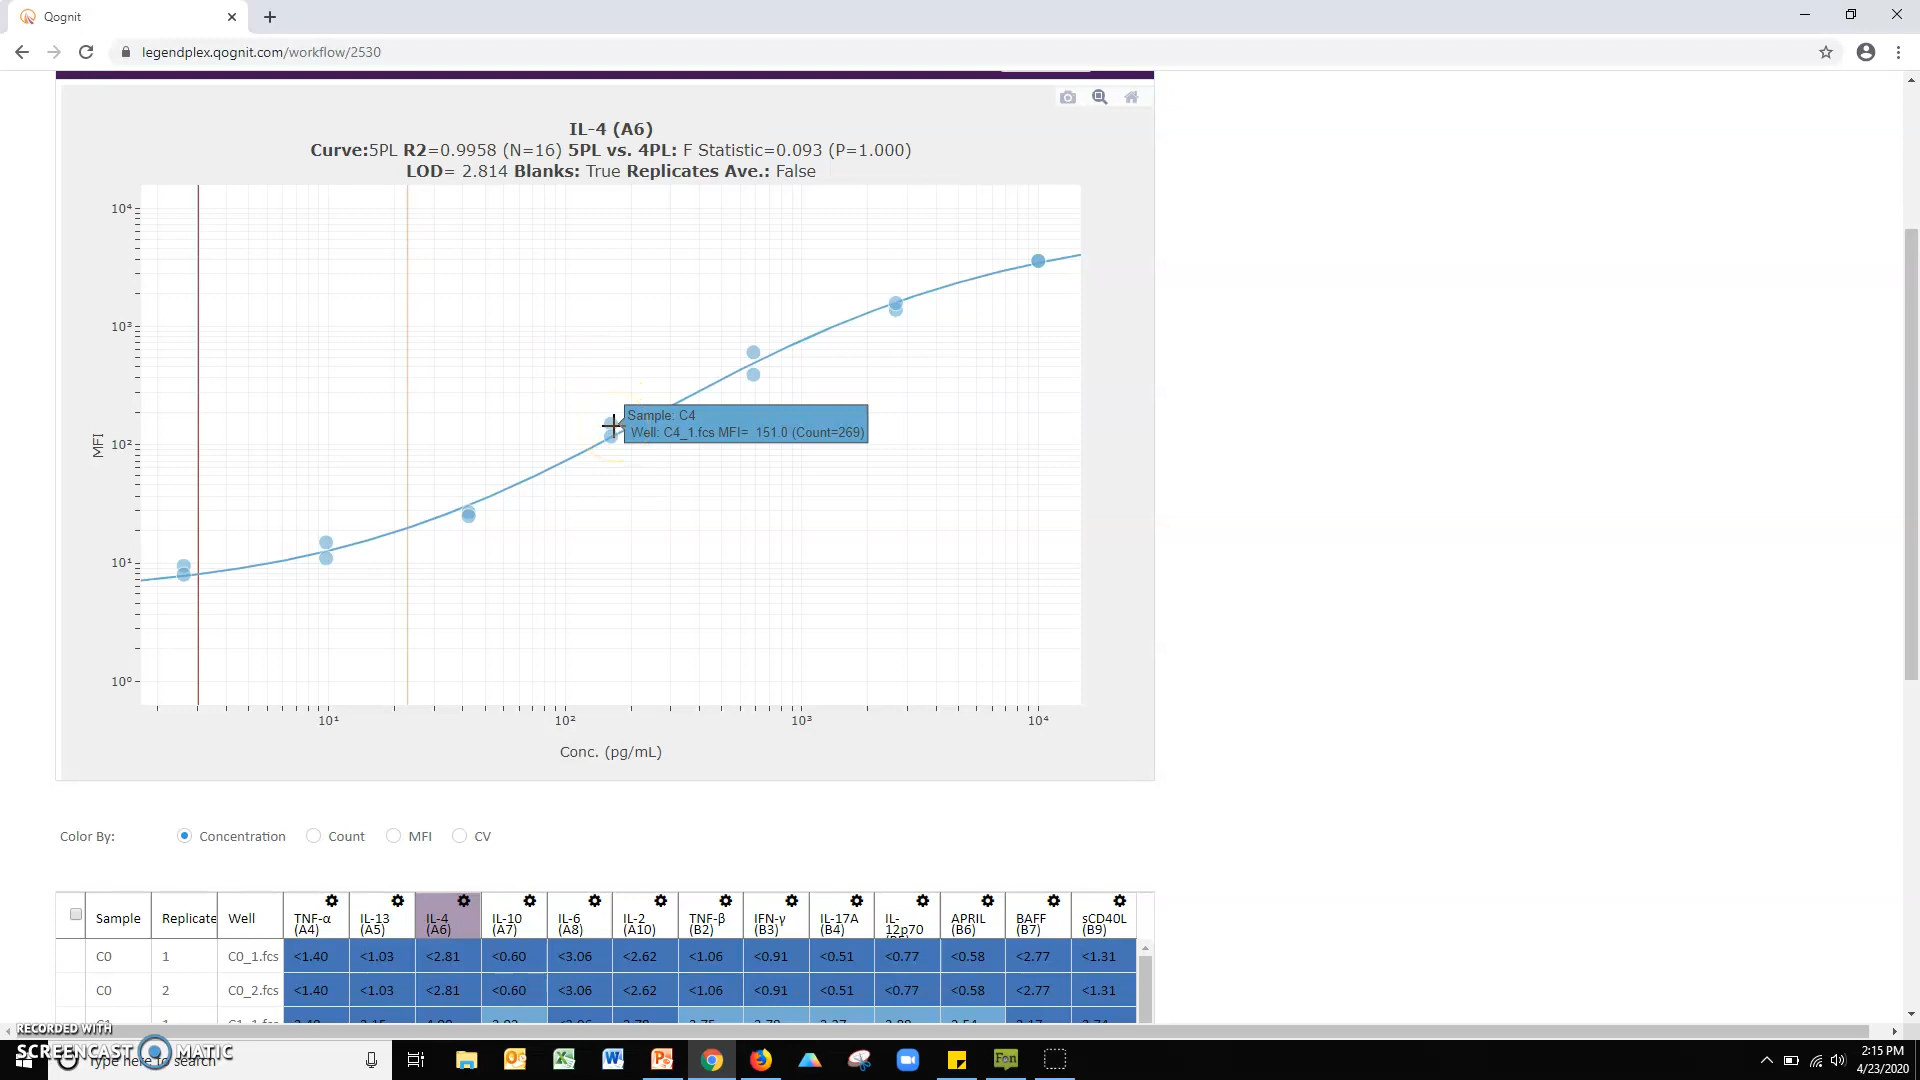 Qognit
legendplex.qognit.com/workflow/2530
IL-4 (A6)
Curve:5PL R2=0.9958 (N=16) 5PL vs. 4PL: F Statistic=0.093 (P=1.000)
LOD= 2.814 Blanks: True Replicates Ave.: False
10⁴
10³
10²
10¹
10⁰
MFI
Sample: C4
Well: C4_1.fcs MFI= 151.0 (Count=269)
10¹ 10² 10³ 10⁴
Conc. (pg/mL)
Color By: Concentration Count MFI CV
Sample Replicate Well TNF-α (A4) IL-13 (A5) IL-4 (A6) IL-10 (A7) IL-6 (A8) IL-2 (A10) TNF-β (B2) IFN-γ (B3) IL-17A (B4) IL-12p70 APRIL (B6) BAFF (B7) sCD40L (B9)
C0 1 C0_1.fcs <1.40 <1.03 <2.81 <0.60 <3.06 <2.62 <1.06 <0.91 <0.51 <0.77 <0.58 <2.77 <1.31
C0 2 C0_2.fcs <1.40 <1.03 <2.81 <0.60 <3.06 <2.62 <1.06 <0.91 <0.51 <0.77 <0.58 <2.77 <1.31
RECORDED WITH
SCREENCAST MATIC
Type here to search
Fon
2:15 PM
4/23/2020